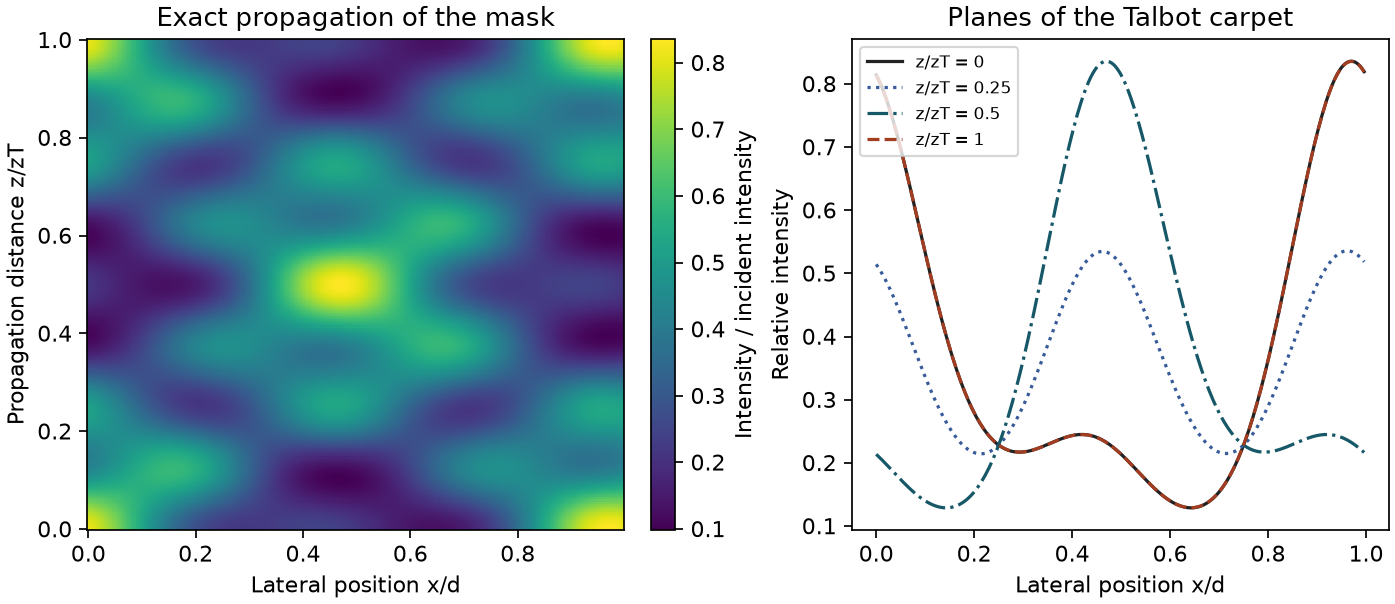 Exact propagation of the mask
Propagation distance z/zT
1.0
0.8
0.6
0.4
0.2
0.0
0.0 0.2 0.4 0.6 0.8
Lateral position x/d
0.8
0.7
0.6
0.5
0.4
0.3
0.2
0.1
Intensity / incident intensity
Planes of the Talbot carpet
Relative intensity
0.8
0.7
0.6
0.5
0.4
0.3
0.2
0.1
z/zT = 0
z/zT = 0.25
z/zT = 0.5
z/zT = 1
0.0 0.2 0.4 0.6 0.8 1.0
Lateral position x/d